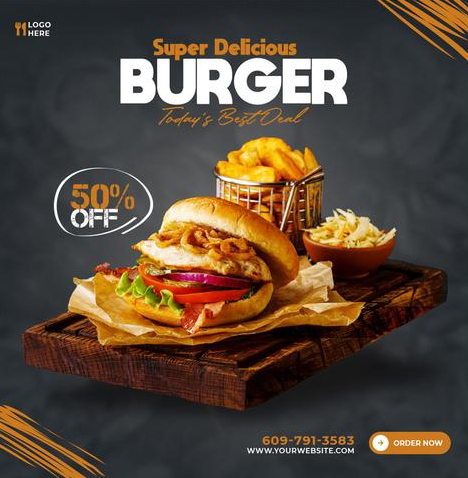 LOGO
HERE
Super Delicious
BURGER
Today's Best Deal
50%
OFF
609-791-3583
WWW.YOURWEBSITE.COM
ORDER NOW